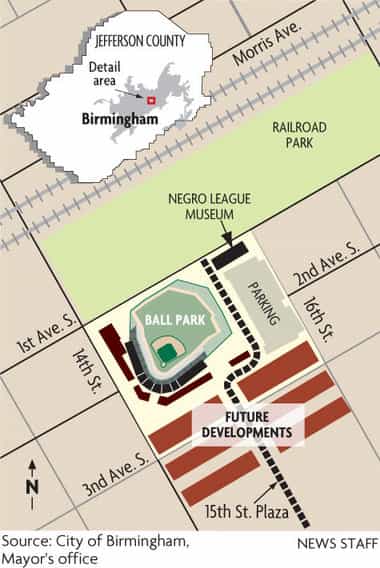 JEFFERSON COUNTY
Detail
area
Birmingham
Morris Ave.
RAILROAD
PARK
NEGRO LEAGUE
MUSEUM
1st Ave. S.
2nd Ave. S.
BALL PARK
PARKING
14th St.
16th St.
FUTURE
DEVELOPMENTS
3rd Ave. S.
15th St. Plaza
N
Source: City of Birmingham,
Mayor's office
NEWS STAFF